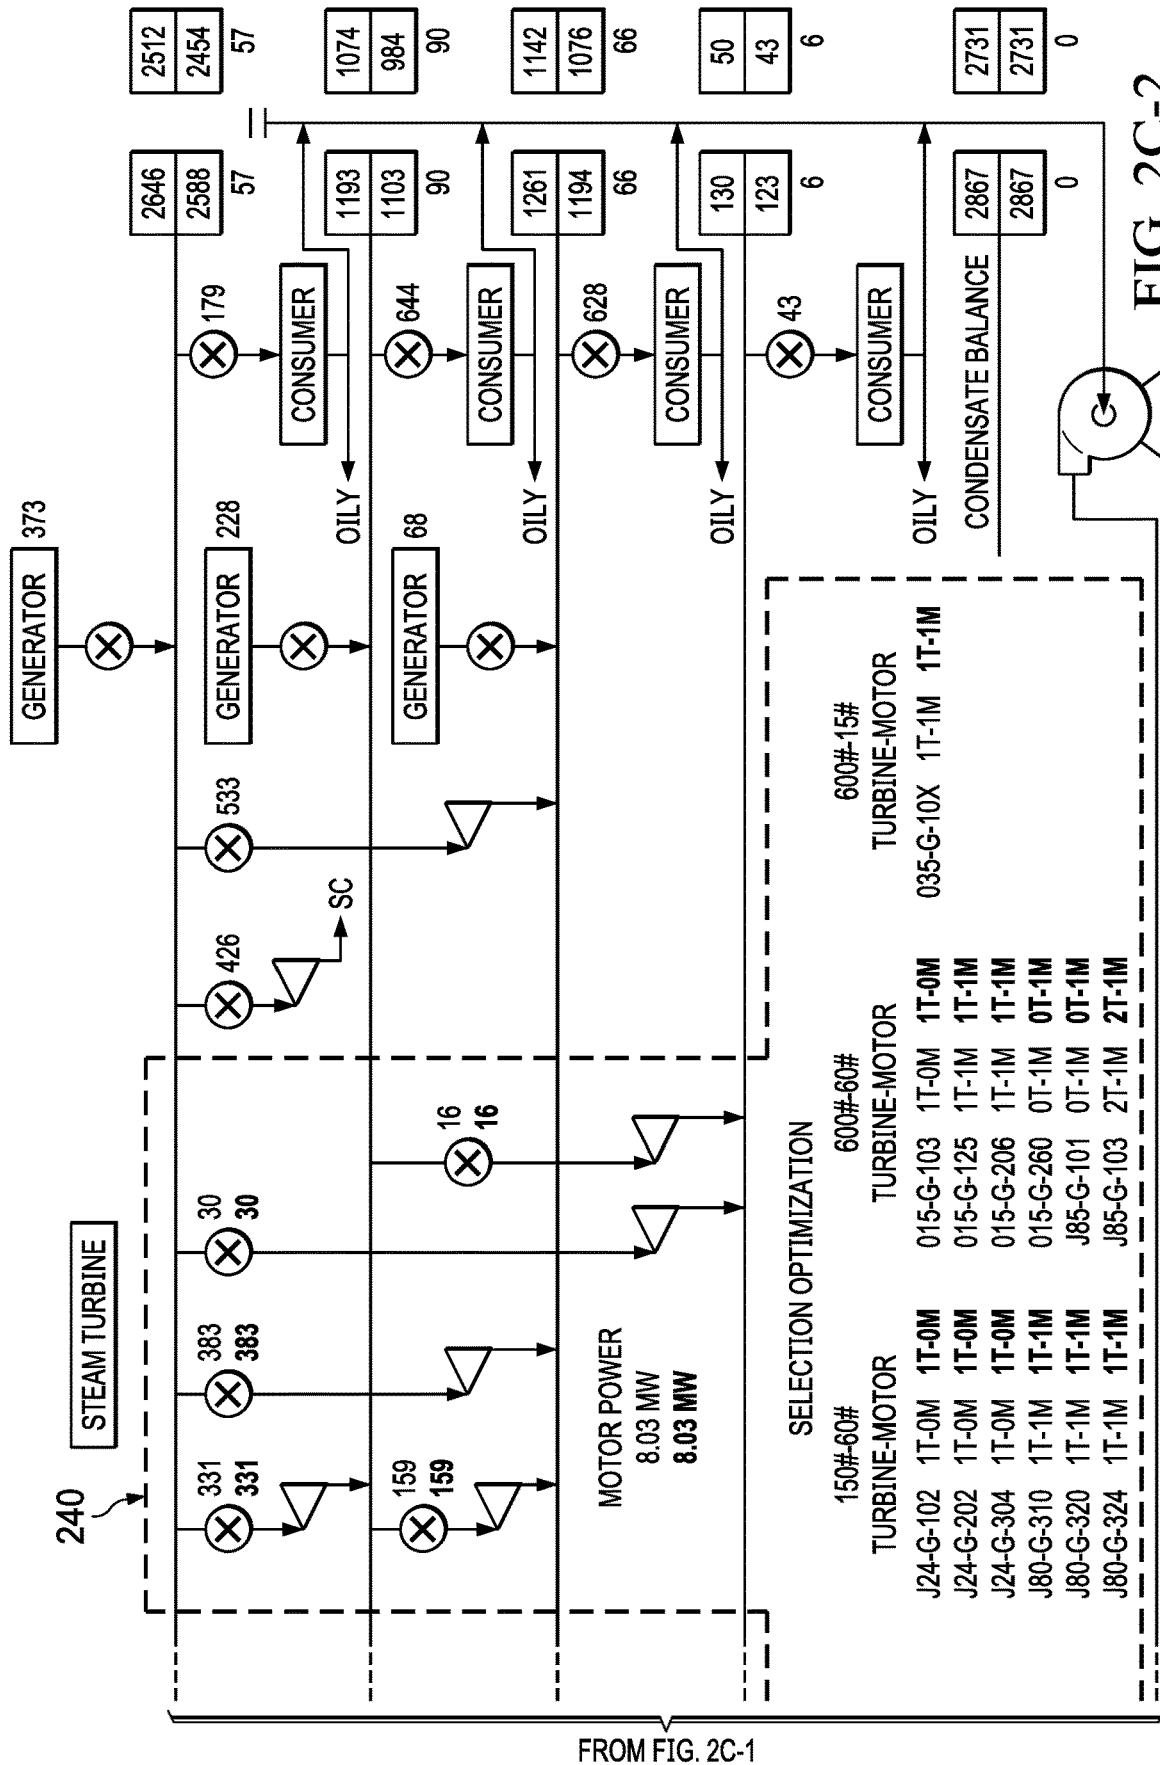 GENERATOR 373
STEAM TURBINE
240
331
331
383
383
30
30
426
533
GENERATOR 228
179
2646
2588
57
2512
2454
57
SC
CONSUMER
OILY
159
159
16
16
GENERATOR 68
644
1193
1103
90
1074
984
90
CONSUMER
OILY
MOTOR POWER
8.03 MW
8.03 MW
628
1261
1194
66
1142
1076
66
CONSUMER
OILY
43
130
123
6
50
43
6
CONSUMER
OILY
SELECTION OPTIMIZATION
150#-60#
TURBINE-MOTOR
J24-G-102 1T-0M 1T-0M
J24-G-202 1T-0M 1T-0M
J24-G-304 1T-0M 1T-0M
J80-G-310 1T-1M 1T-1M
J80-G-320 1T-1M 1T-1M
J80-G-324 1T-1M 1T-1M
600#-60#
TURBINE-MOTOR
015-G-103 1T-0M 1T-0M
015-G-125 1T-1M 1T-1M
015-G-206 1T-1M 1T-1M
015-G-260 0T-1M 0T-1M
J85-G-101 0T-1M 0T-1M
J85-G-103 2T-1M 2T-1M
600#-15#
TURBINE-MOTOR
035-G-10X 1T-1M 1T-1M
CONDENSATE BALANCE
2867
2867
0
2731
2731
0
FROM FIG. 2C-1
FIG. 2C-2